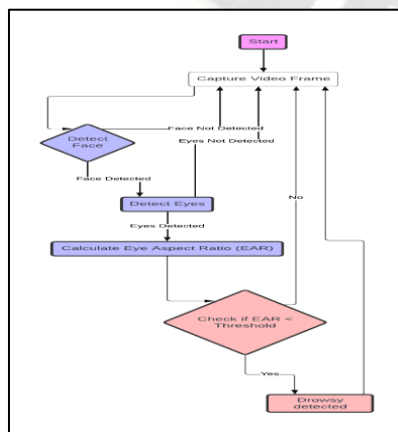 Start
Capture Video Frame
Face Not Detected
Detect
Face
Eyes Not Detected
Face Detected
Detect Eyes
No
Eyes Detected
Calculate Eye Aspect Ratio (EAR)
Check if EAR <
Threshold
Yes
Drowsy
detected